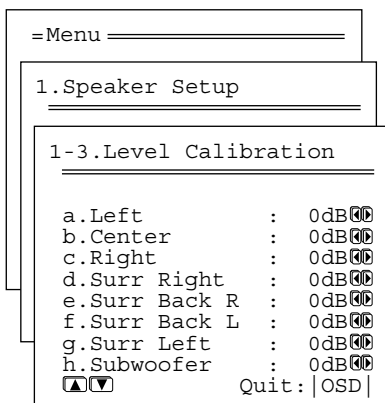 =Menu
1.Speaker Setup
1-3.Level Calibration
a.Left : 0dB
b.Center : 0dB
c.Right : 0dB
d.Surr Right : 0dB
e.Surr Back R : 0dB
f.Surr Back L : 0dB
g.Surr Left : 0dB
h.Subwoofer : 0dB
Quit:|OSD|